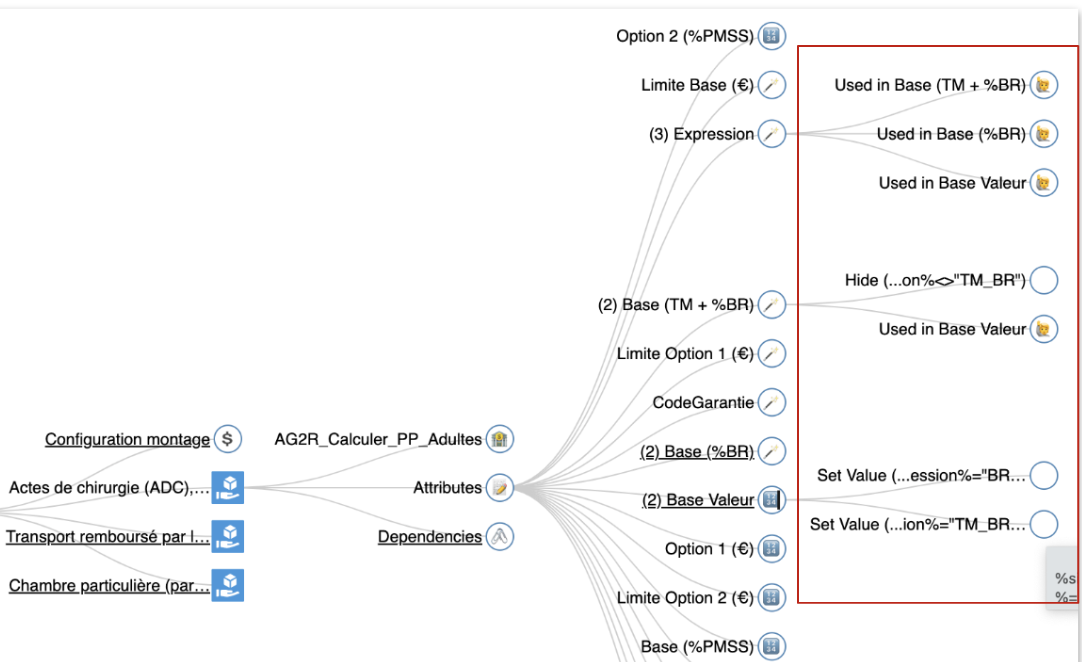 Option 2 (%PMSS)
Limite Base (€)
(3) Expression
Used in Base (TM + %BR)
Used in Base (%BR)
Used in Base Valeur
(2) Base (TM + %BR)
Hide (...on%<>"TM_BR")
Used in Base Valeur
Limite Option 1 (€)
CodeGarantie
(2) Base (%BR)
(2) Base Valeur
Set Value (...ession%="BR...
Set Value (...ion%="TM_BR...
Option 1 (€)
Limite Option 2 (€)
Base (%PMSS)
Configuration montage
$
AG2R_Calculer_PP_Adultes
Actes de chirurgie (ADC),...
Attributes
Transport remboursé par l...
Dependencies
Chambre particulière (par...
%s
%=